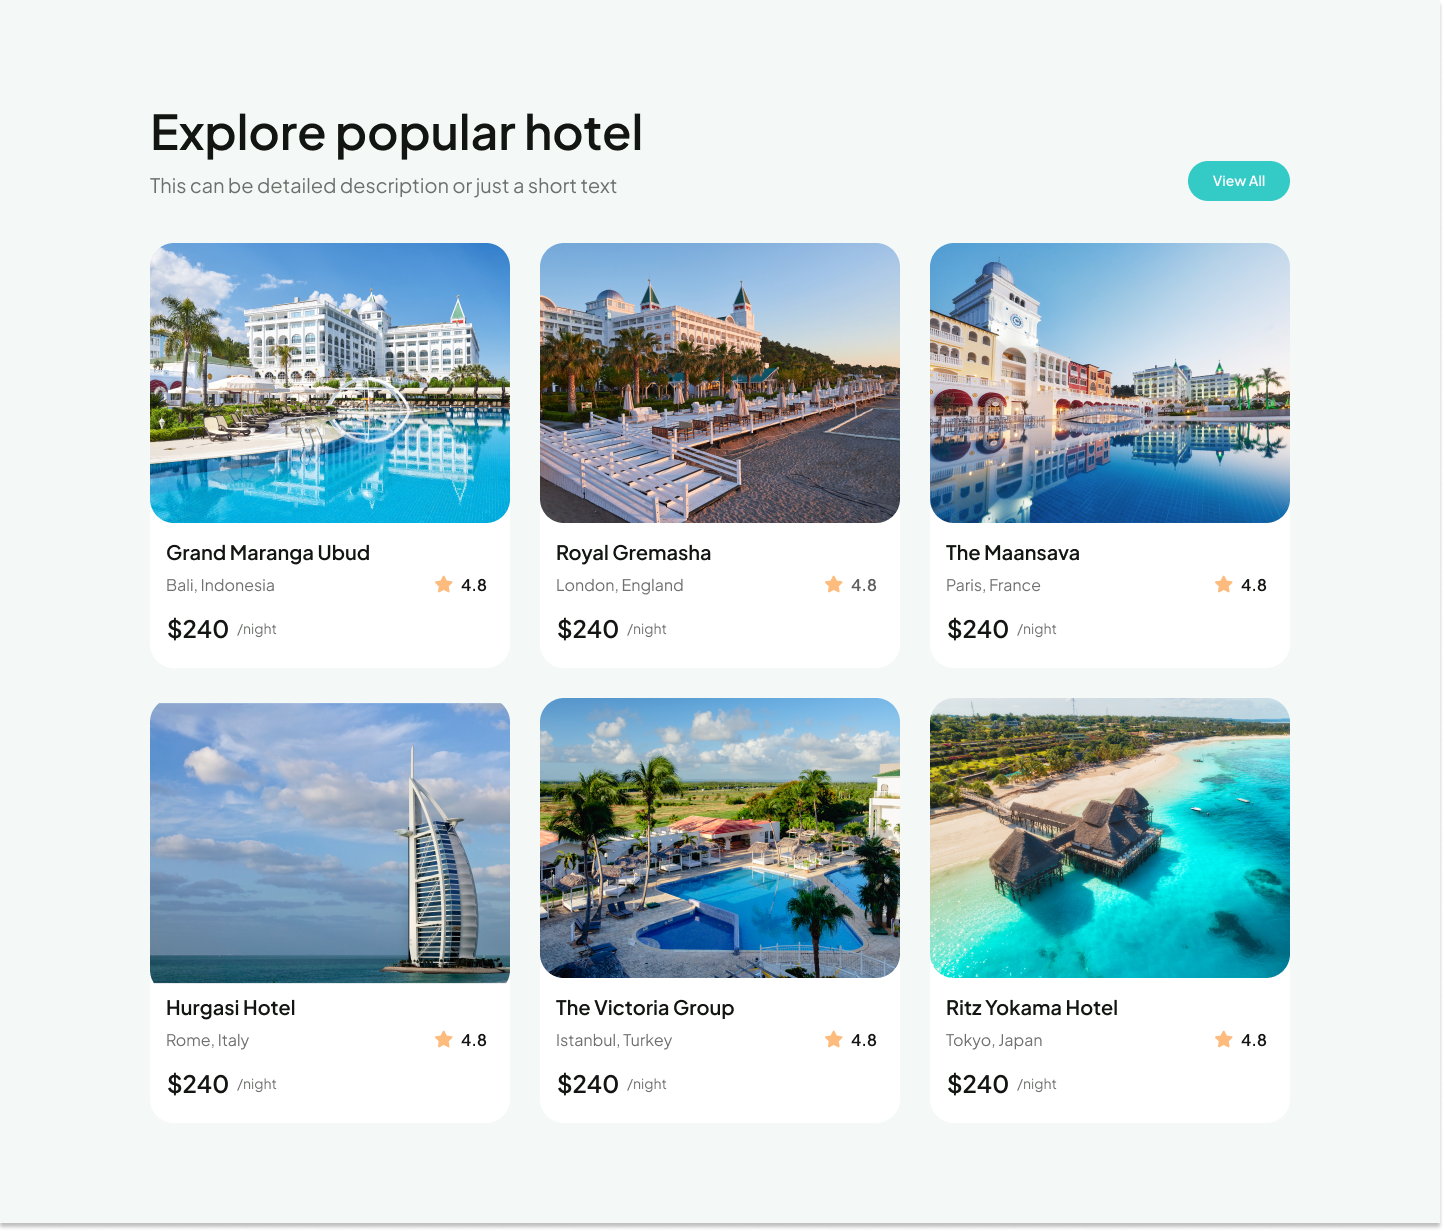 Explore popular hotel
This can be detailed description or just a short text
View All
Grand Maranga Ubud
Bali, Indonesia
4.8
$240 /night
Royal Gremasha
London, England
4.8
$240 /night
The Maansava
Paris, France
4.8
$240 /night
Hurgasi Hotel
Rome, Italy
4.8
$240 /night
The Victoria Group
Istanbul, Turkey
4.8
$240 /night
Ritz Yokama Hotel
Tokyo, Japan
4.8
$240 /night